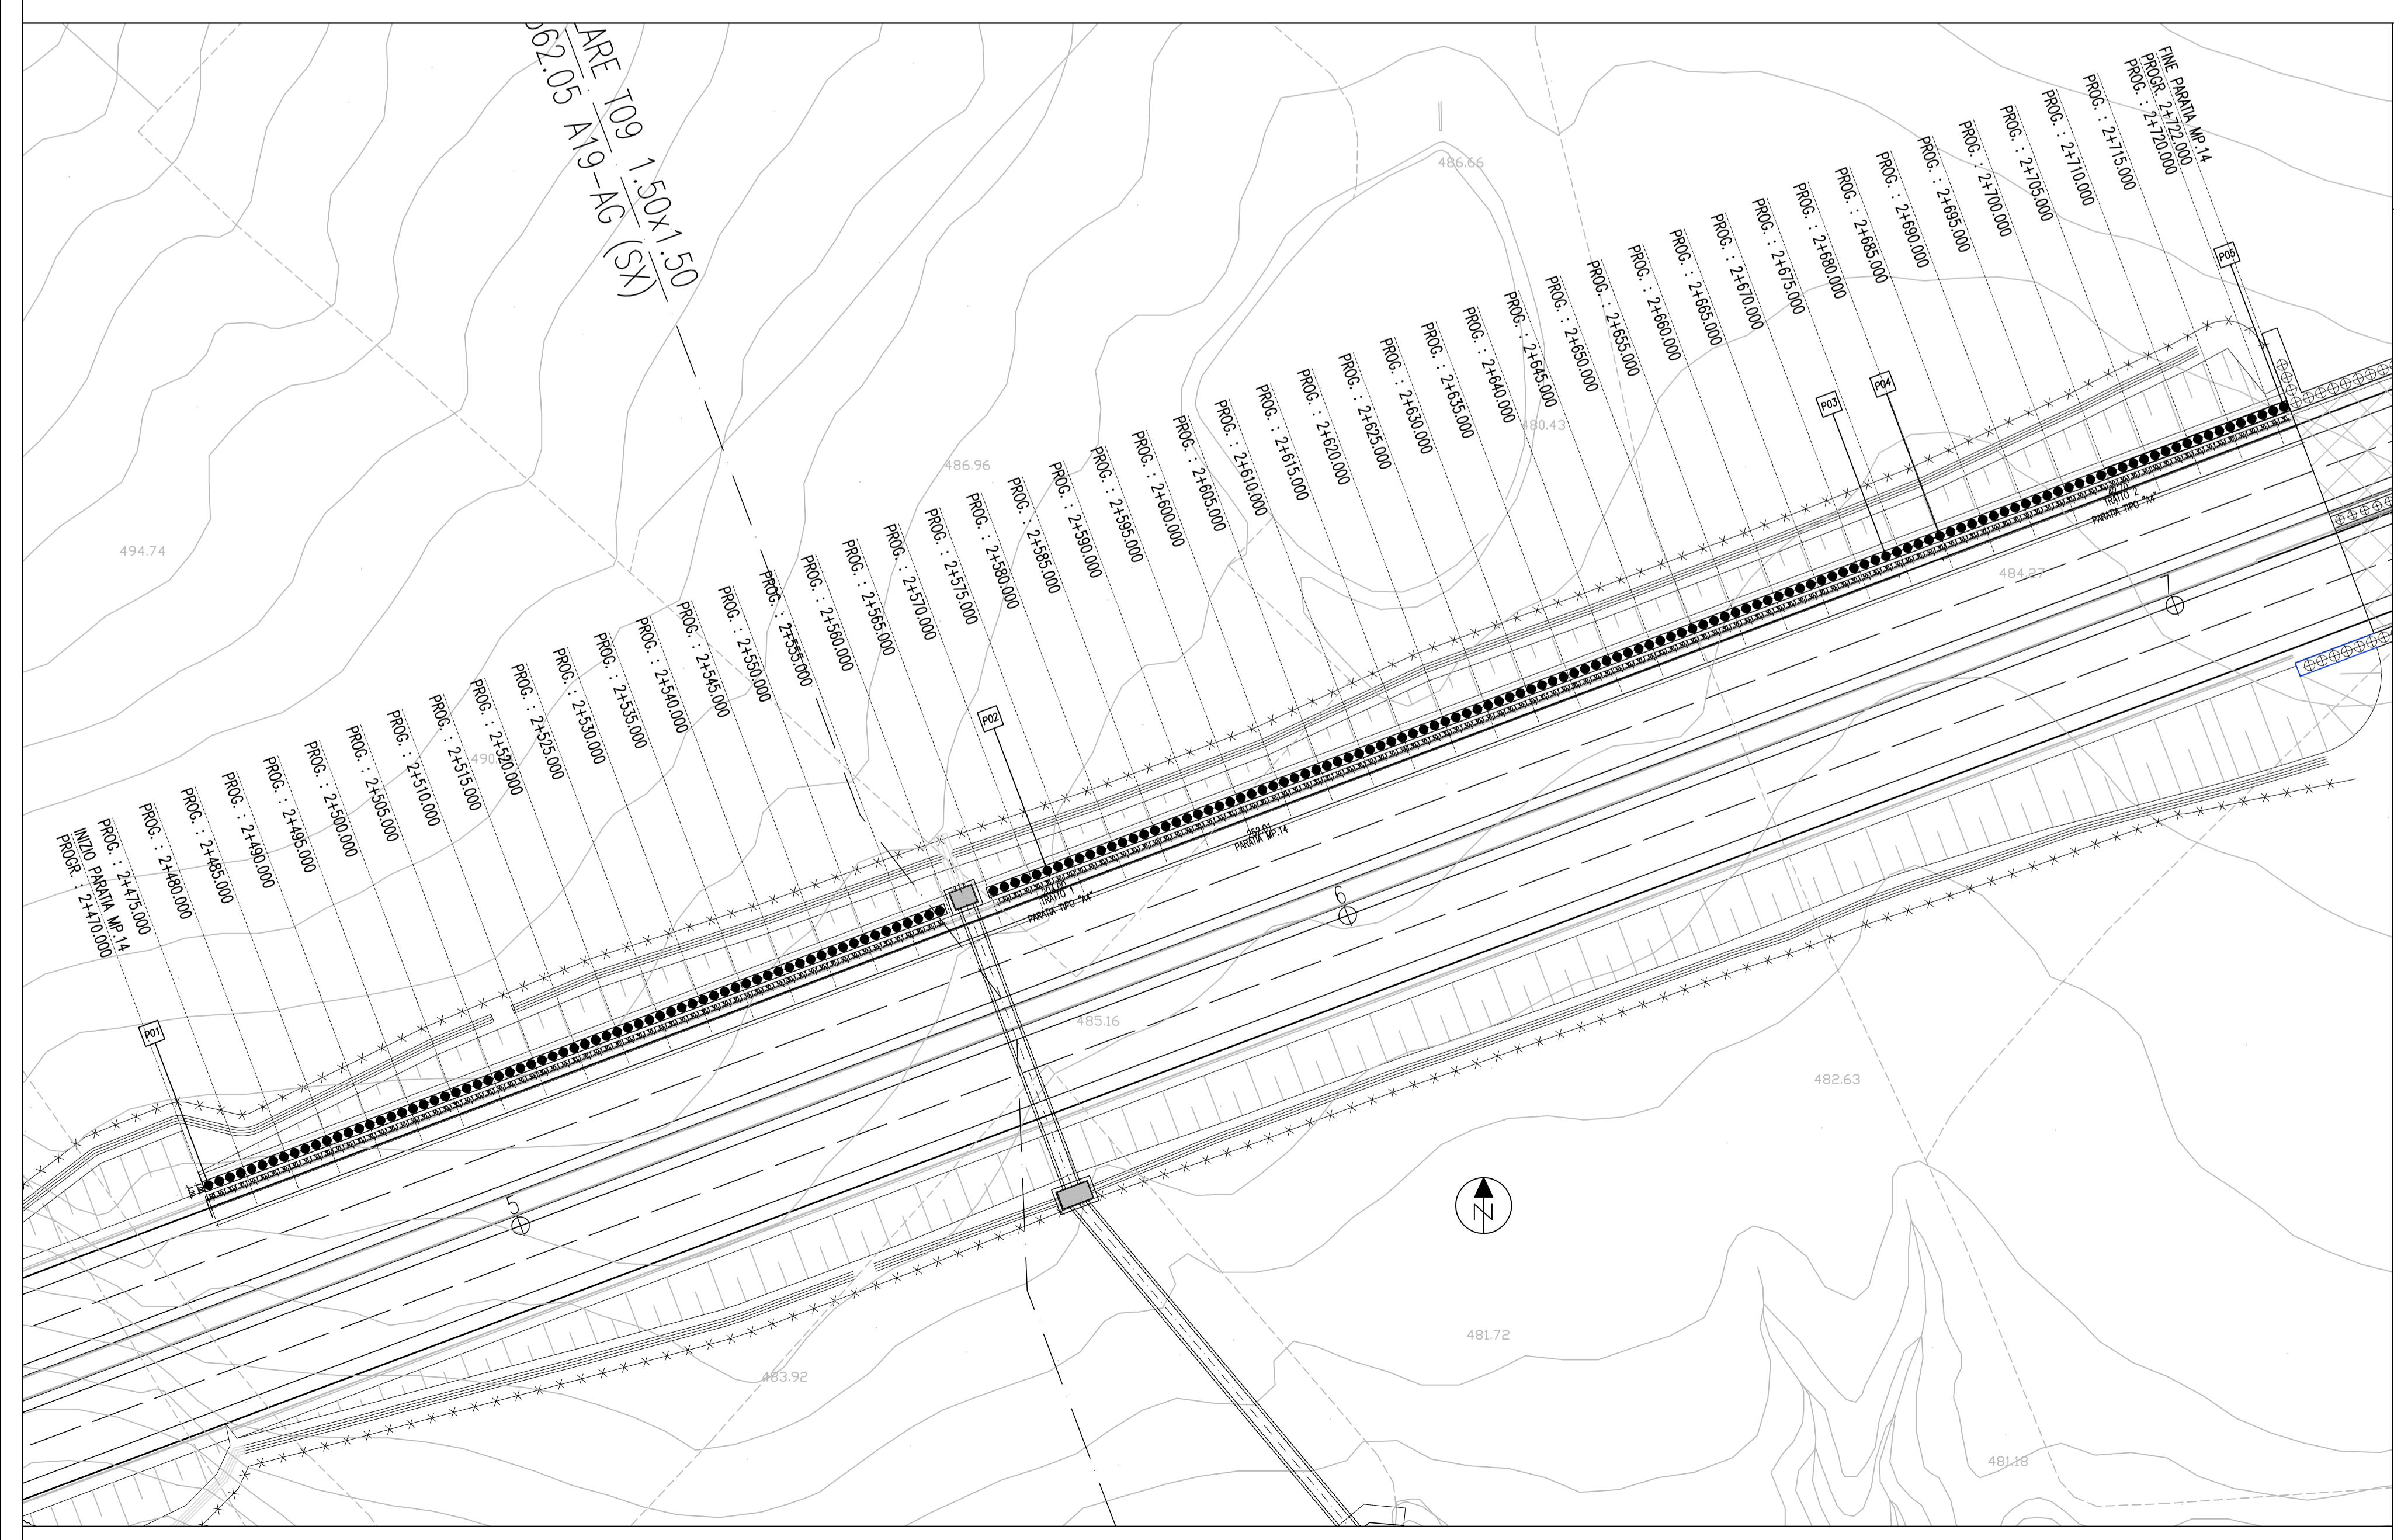 ARE T09 1.50x1.50
562.05 A19-AG (SX)
FINE PARATIA MP.14
PROGR. 2+722.000
PROG. : 2+720.000
PROG. : 2+715.000
PROG. : 2+710.000
PROG. : 2+705.000
PROG. : 2+700.000
PROG. : 2+695.000
PROG. : 2+690.000
PROG. : 2+685.000
PROG. : 2+680.000
PROG. : 2+675.000
PROG. : 2+670.000
PROG. : 2+665.000
PROG. : 2+660.000
PROG. : 2+655.000
PROG. : 2+650.000
PROG. : 2+645.000
PROG. : 2+640.000
PROG. : 2+635.000
PROG. : 2+630.000
PROG. : 2+625.000
PROG. : 2+620.000
PROG. : 2+615.000
PROG. : 2+610.000
PROG. : 2+605.000
PROG. : 2+600.000
PROG. : 2+595.000
PROG. : 2+590.000
PROG. : 2+585.000
PROG. : 2+580.000
PROG. : 2+575.000
PROG. : 2+570.000
PROG. : 2+565.000
PROG. : 2+560.000
PROG. : 2+555.000
PROG. : 2+550.000
PROG. : 2+545.000
PROG. : 2+540.000
PROG. : 2+535.000
PROG. : 2+530.000
PROG. : 2+525.000
PROG. : 2+520.000
PROG. : 2+515.000
PROG. : 2+510.000
PROG. : 2+505.000
PROG. : 2+500.000
PROG. : 2+495.000
PROG. : 2+490.000
PROG. : 2+485.000
PROG. : 2+480.000
PROG. : 2+475.000
INIZIO PARATIA MP.14
PROGR. : 2+470.000
P01
P02
P03
P04
P05
486.66
480.43
486.96
494.74
490
484.27
485.16
482.63
481.72
483.92
481.18
TRATTO 2
PARATIA TIPO "A4"
252.01
PARATIA MP.14
TRATTO 1
PARATIA TIPO "A4"
5
6
7
N